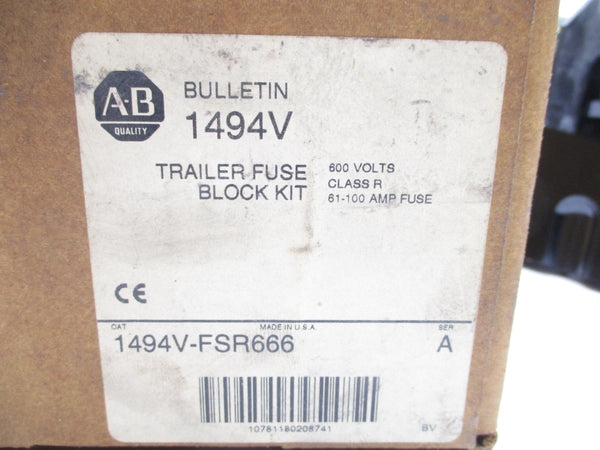 A-B
QUALITY
BULLETIN
1494V
TRAILER FUSE
BLOCK KIT
600 VOLTS
CLASS R
61-100 AMP FUSE
CE
CAT
MADE IN U.S.A.
SER
1494V-FSR666
A
10781180208741
BV